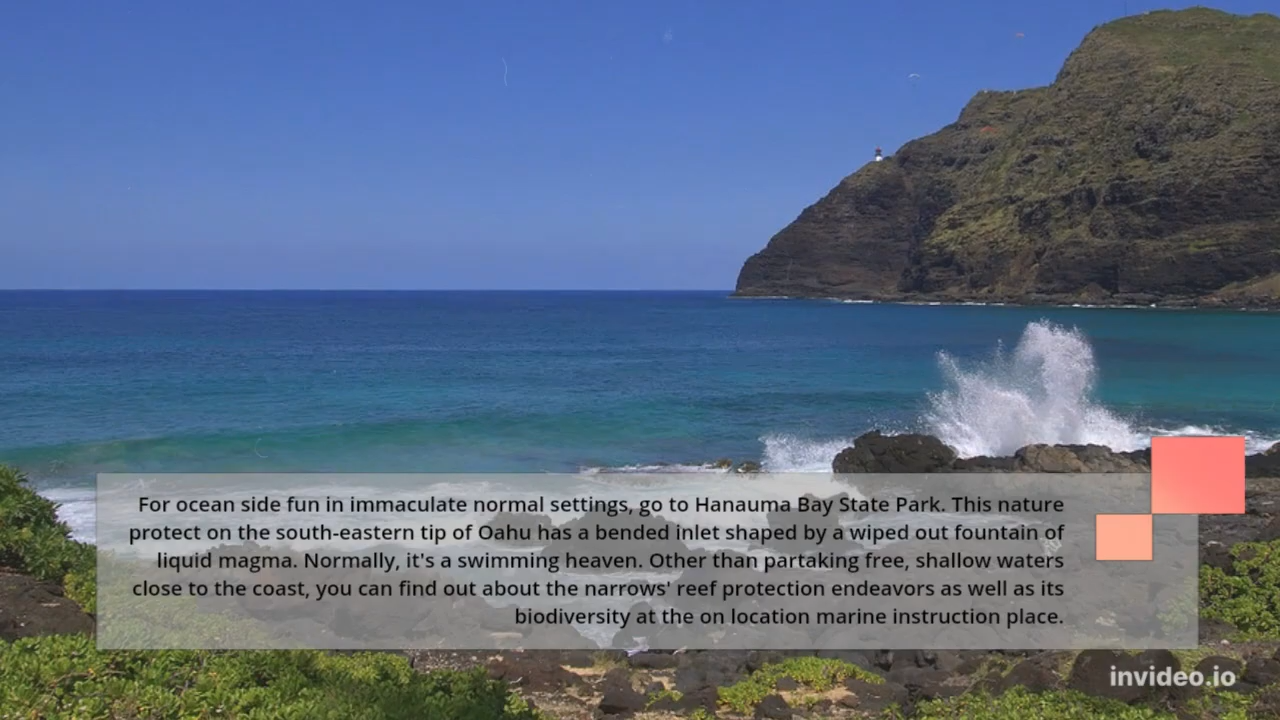 For ocean side fun in immaculate normal settings, go to Hanauma Bay State Park. This nature
protect on the south-eastern tip of Oahu has a bended inlet shaped by a wiped out fountain of
liquid magma. Normally, it's a swimming heaven. Other than partaking free, shallow waters
close to the coast, you can find out about the narrows' reef protection endeavors as well as its
biodiversity at the on location marine instruction place.
invideo.io